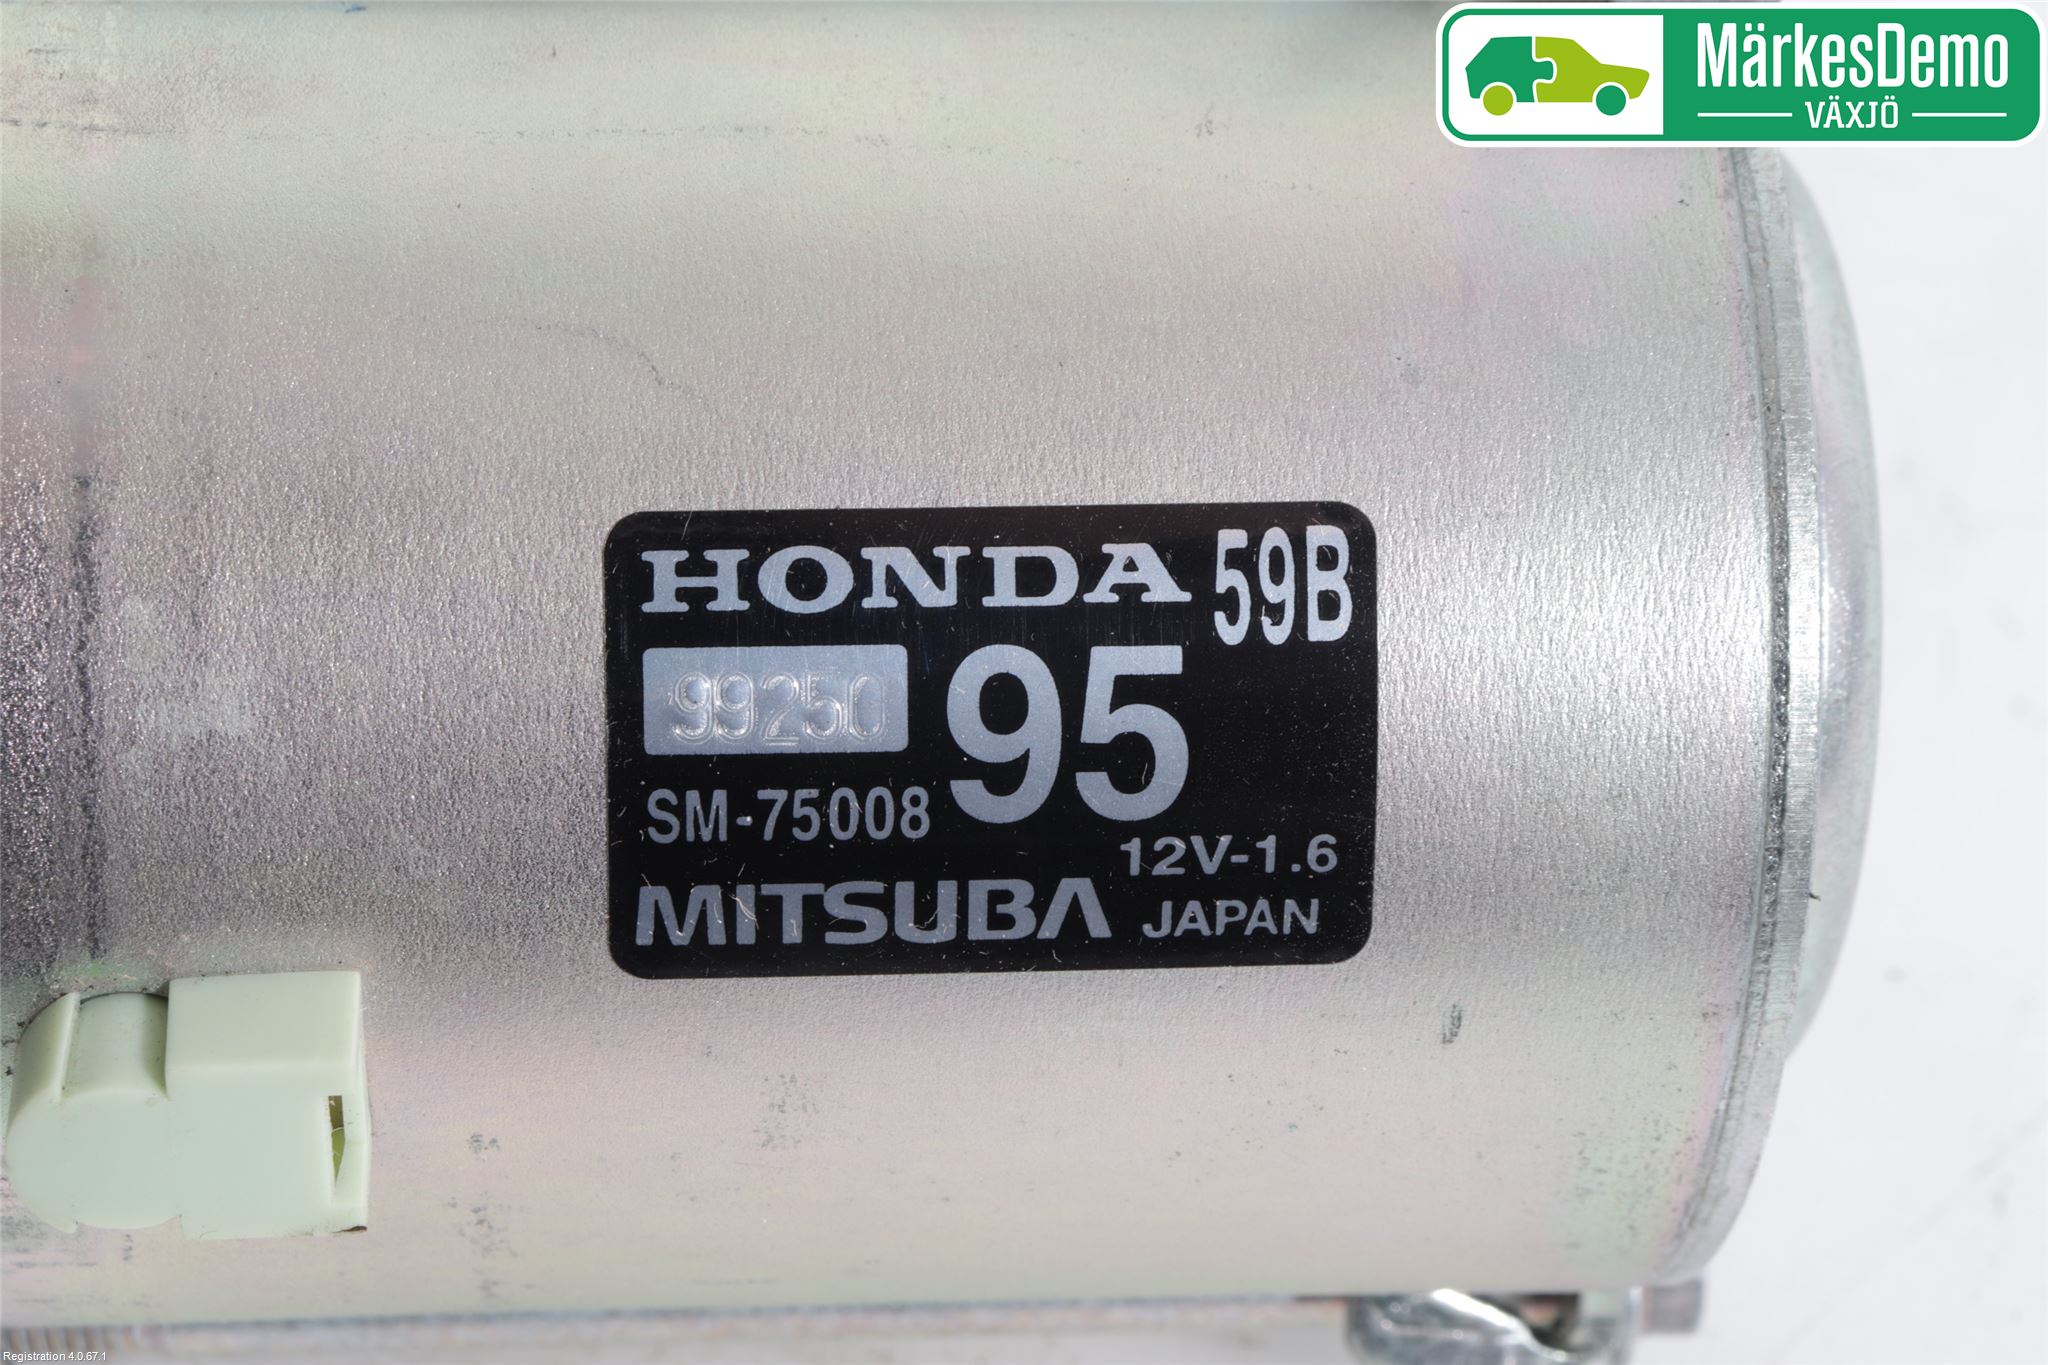 MärkesDemo
VÄXJÖ
HONDA 59B
99250 95
SM-75008
12V-1.6
MITSUBA JAPAN
Registration 4.0.67.1